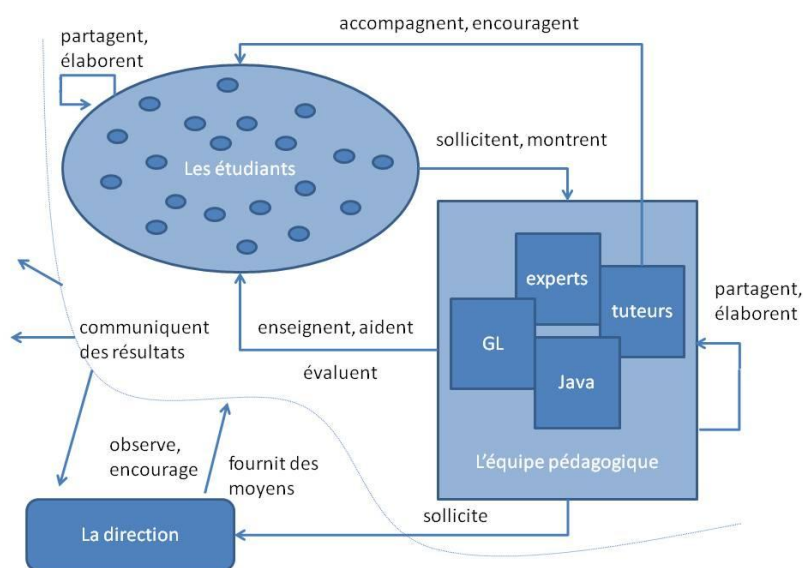 accompagnent, encouragent
partagent,
élaborent
sollicitent, montrent
Les étudiants
experts
tuteurs
partagent,
élaborent
communiquent
des résultats
enseignent, aident
évaluent
GL
Java
L'équipe pédagogique
observe,
encourage
fournit des
moyens
sollicite
La direction